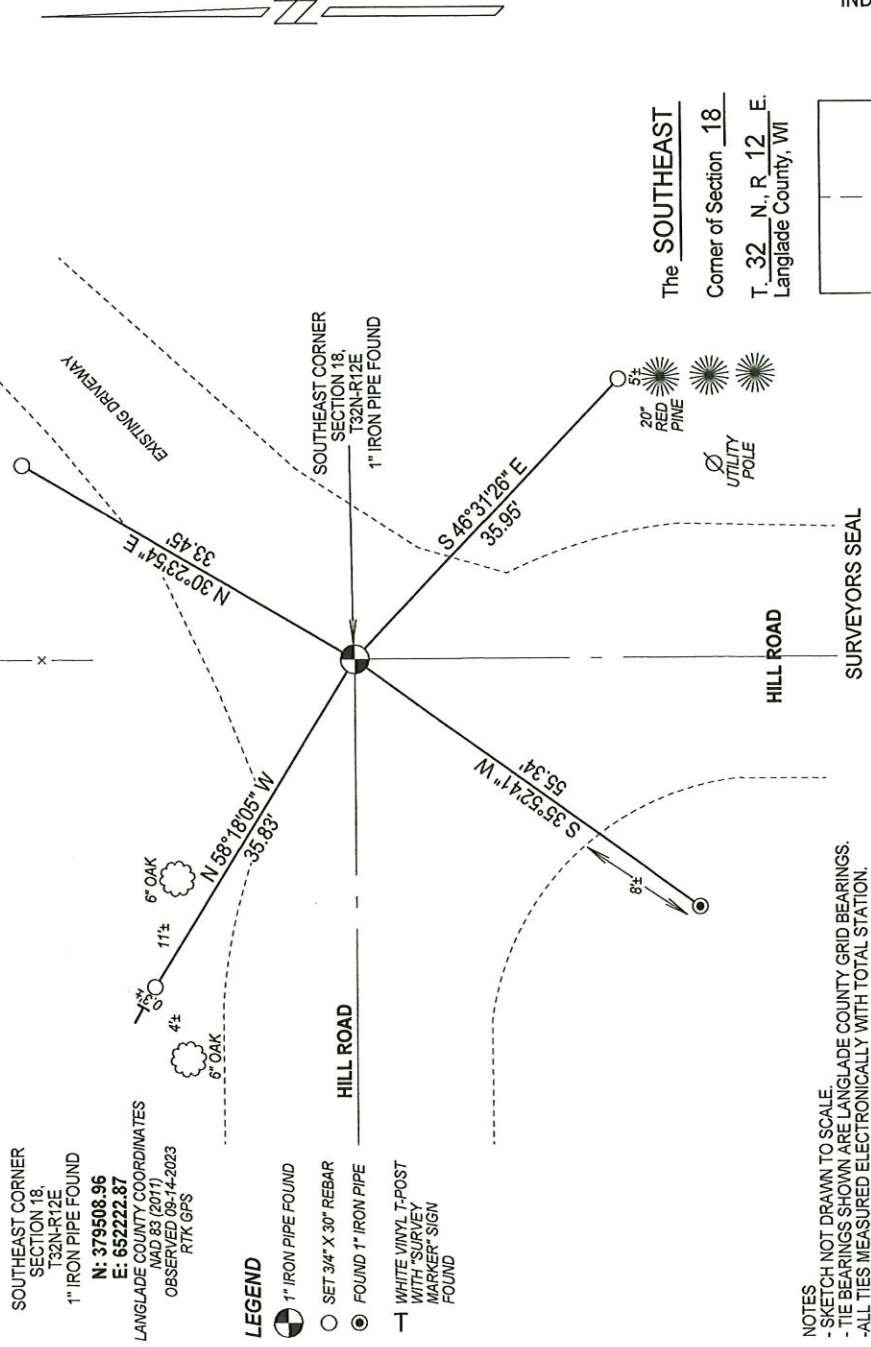 SOUTHEAST CORNER
SECTION 18,
T32N-R12E
1" IRON PIPE FOUND
N: 379508.96
E: 652222.87
LANGLADE COUNTY COORDINATES
NAD 83 (2011)
OBSERVED 09-14-2023
RTK GPS
LEGEND
1" IRON PIPE FOUND
SET 3/4" X 30" REBAR
FOUND 1" IRON PIPE
WHITE VINYL T-POST
WITH "SURVEY
MARKER" SIGN
FOUND
0.3'±
4'±
11'±
6" OAK
6" OAK
N 58°18'05" W
35.83'
HILL ROAD
N 30°23'54" E
33.45'
EXISTING DRIVEWAY
SOUTHEAST CORNER
SECTION 18,
T32N-R12E
1" IRON PIPE FOUND
S 46°31'26" E
35.95'
S 35°52'41" W
55.34'
8'±
5'±
20"
RED
PINE
UTILITY
POLE
HILL ROAD
SURVEYORS SEAL
N
The SOUTHEAST
Corner of Section 18
T. 32 N., R 12 E.
Langlade County, WI
IND
NOTES
- SKETCH NOT DRAWN TO SCALE.
- TIE BEARINGS SHOWN ARE LANGLADE COUNTY GRID BEARINGS.
-ALL TIES MEASURED ELECTRONICALLY WITH TOTAL STATION.